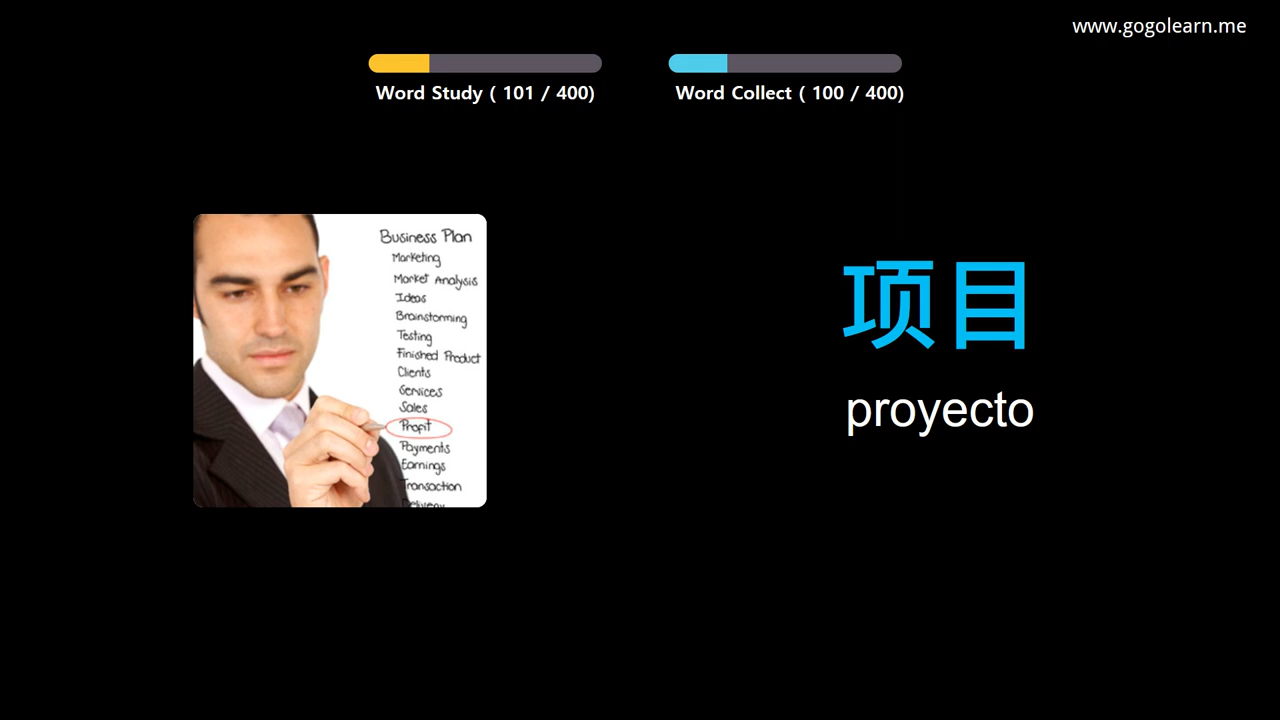 www.gogolearn.me
Word Study ( 101 / 400)
Word Collect ( 100 / 400)
Business Plan
Marketing
Market Analysis
Ideas
Brainstorming
Testing
Finished Product
Clients
Services
Sales
Profit
Payments
Earnings
Transaction
Delivery
项目
proyecto